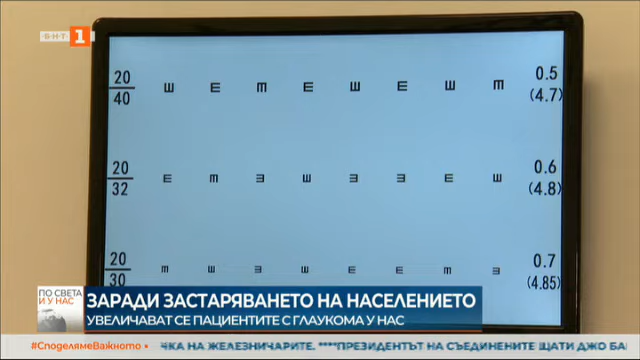 БНТ 1
20/40 Ш E m E Ш E Ш m 0.5 (4.7)
20/32 E m З Ш З З E Ш 0.6 (4.8)
20/30 m Ш З Ш E E m З 0.7 (4.85)
ПО СВЕТА
И У НАС
ЗАРАДИ ЗАСТАРЯВАНЕТО НА НАСЕЛЕНИЕТО
УВЕЛИЧАВАТ СЕ ПАЦИЕНТИТЕ С ГЛАУКОМА У НАС
#СподелямеВажното • ЧКА НА ЖЕЛЕЗНИЧАРИТЕ. ****ПРЕЗИДЕНТЪТ НА СЪЕДИНЕНИТЕ ЩАТИ ДЖО БА